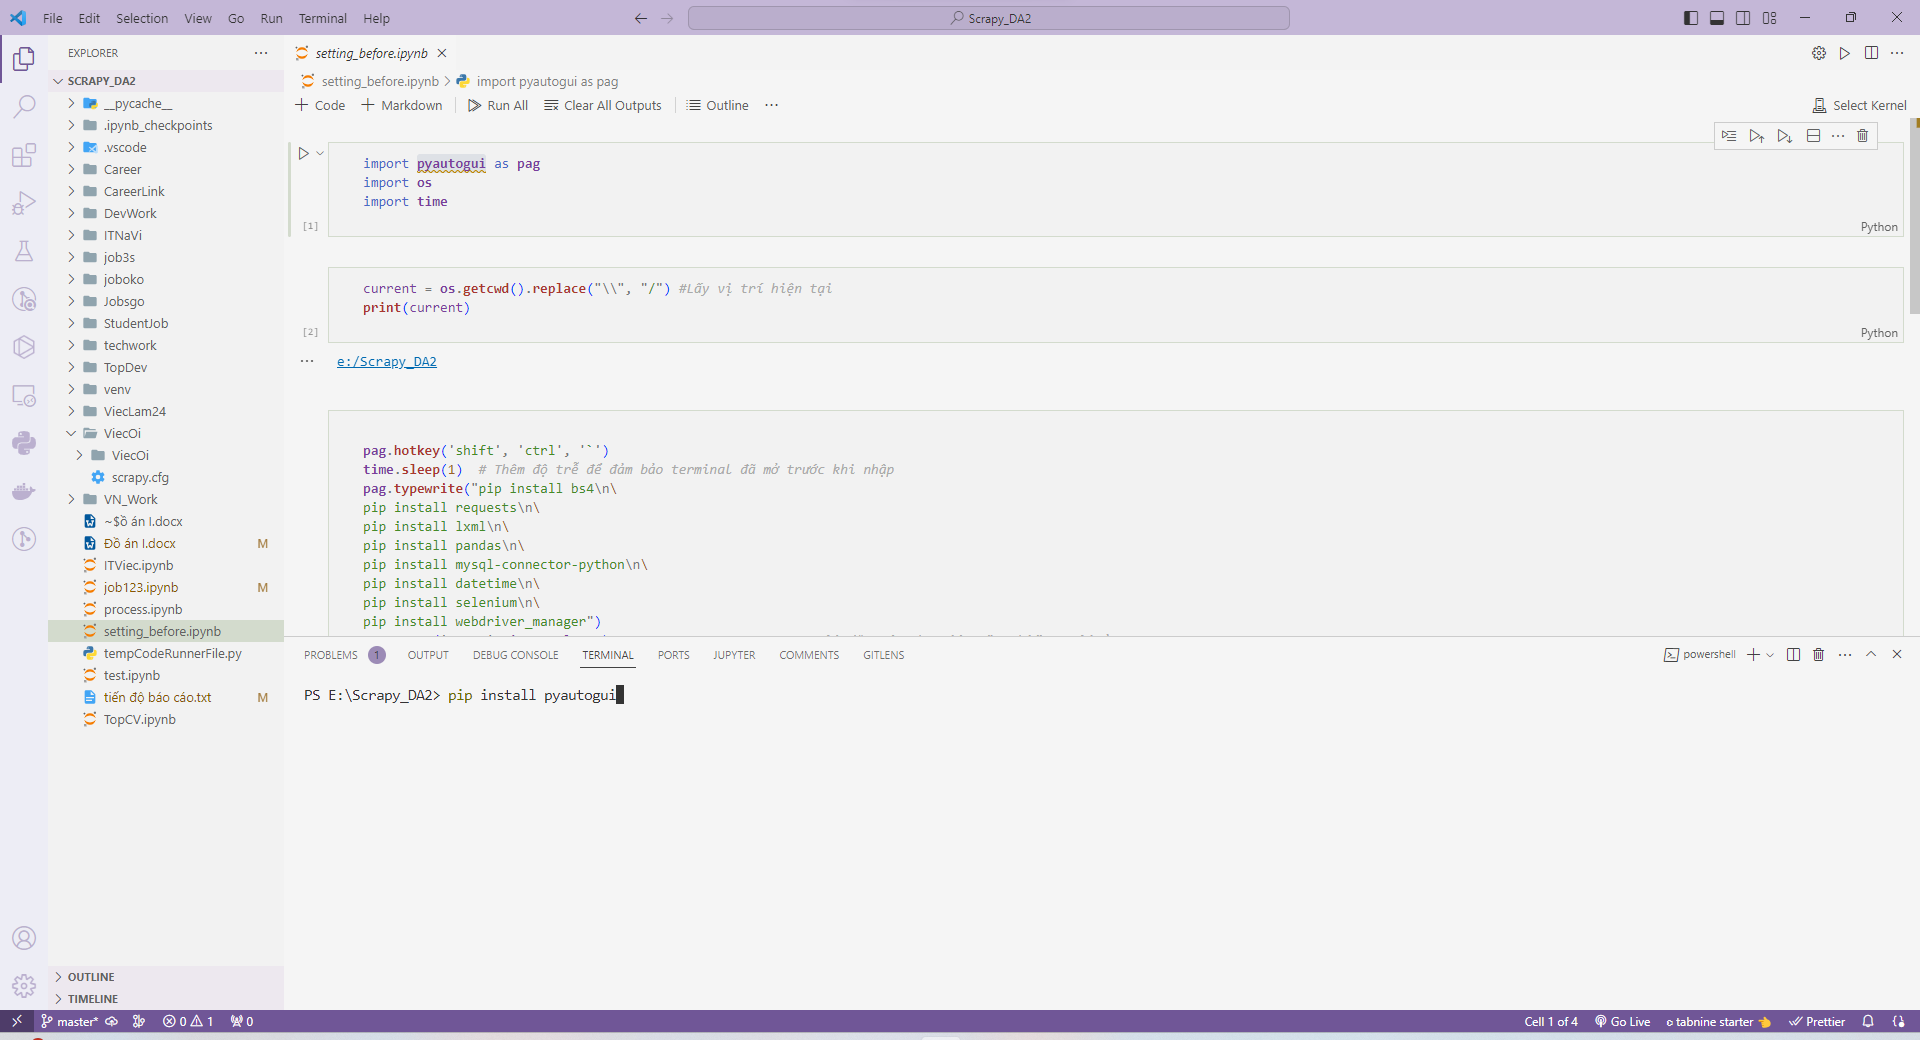 File Edit Selection View Go Run Terminal Help
Scrapy_DA2
EXPLORER
SCRAPY_DA2
__pycache__
.ipynb_checkpoints
.vscode
Career
CareerLink
DevWork
ITNaVi
job3s
joboko
Jobsgo
StudentJob
techwork
TopDev
venv
ViecLam24
ViecOi
ViecOi
scrapy.cfg
VN_Work
~$ồ án I.docx
Đồ án I.docx M
ITViec.ipynb
job123.ipynb M
process.ipynb
setting_before.ipynb
tempCodeRunnerFile.py
test.ipynb
tiến độ báo cáo.txt M
TopCV.ipynb
OUTLINE
TIMELINE
setting_before.ipynb
setting_before.ipynb > import pyautogui as pag
+ Code + Markdown Run All Clear All Outputs Outline ...
Select Kernel
import pyautogui as pag
import os
import time
[1]
Python
current = os.getcwd().replace("\\", "/") #Lấy vị trí hiện tại
print(current)
[2]
Python
e:/Scrapy_DA2
pag.hotkey('shift', 'ctrl', '`')
time.sleep(1)  # Thêm độ trễ để đảm bảo terminal đã mở trước khi nhập
pag.typewrite("pip install bs4\n\
pip install requests\n\
pip install lxml\n\
pip install pandas\n\
pip install mysql-connector-python\n\
pip install datetime\n\
pip install selenium\n\
pip install webdriver_manager")
PROBLEMS 1 OUTPUT DEBUG CONSOLE TERMINAL PORTS JUPYTER COMMENTS GITLENS
powershell
PS E:\Scrapy_DA2> pip install pyautogui
master* 0 1 0
Cell 1 of 4 Go Live tabnine starter Prettier